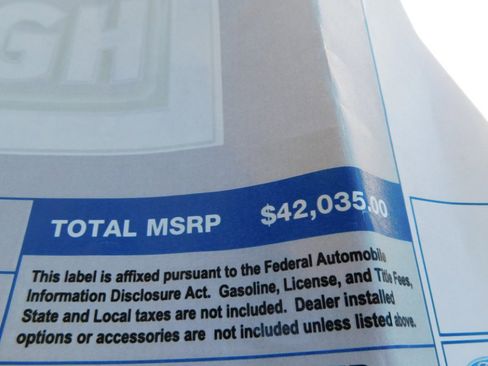 GH
TOTAL MSRP $42,035.00
This label is affixed pursuant to the Federal Automobile
Information Disclosure Act. Gasoline, License, and Title Fees,
State and Local taxes are not included. Dealer installed
options or accessories are not included unless listed above.